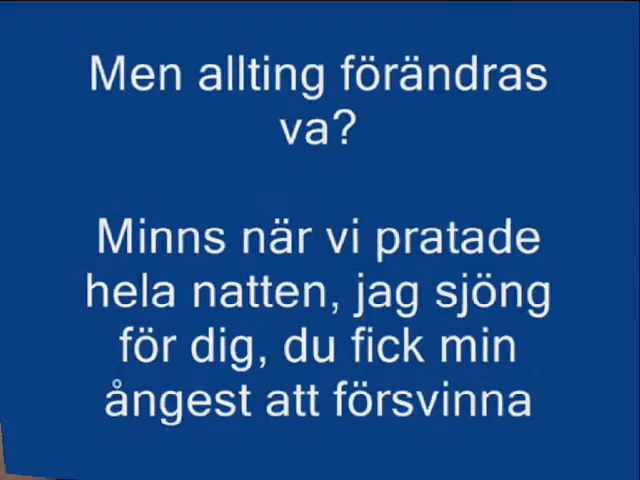 Men allting förändras
va?
Minns när vi pratade
hela natten, jag sjöng
för dig, du fick min
ångest att försvinna